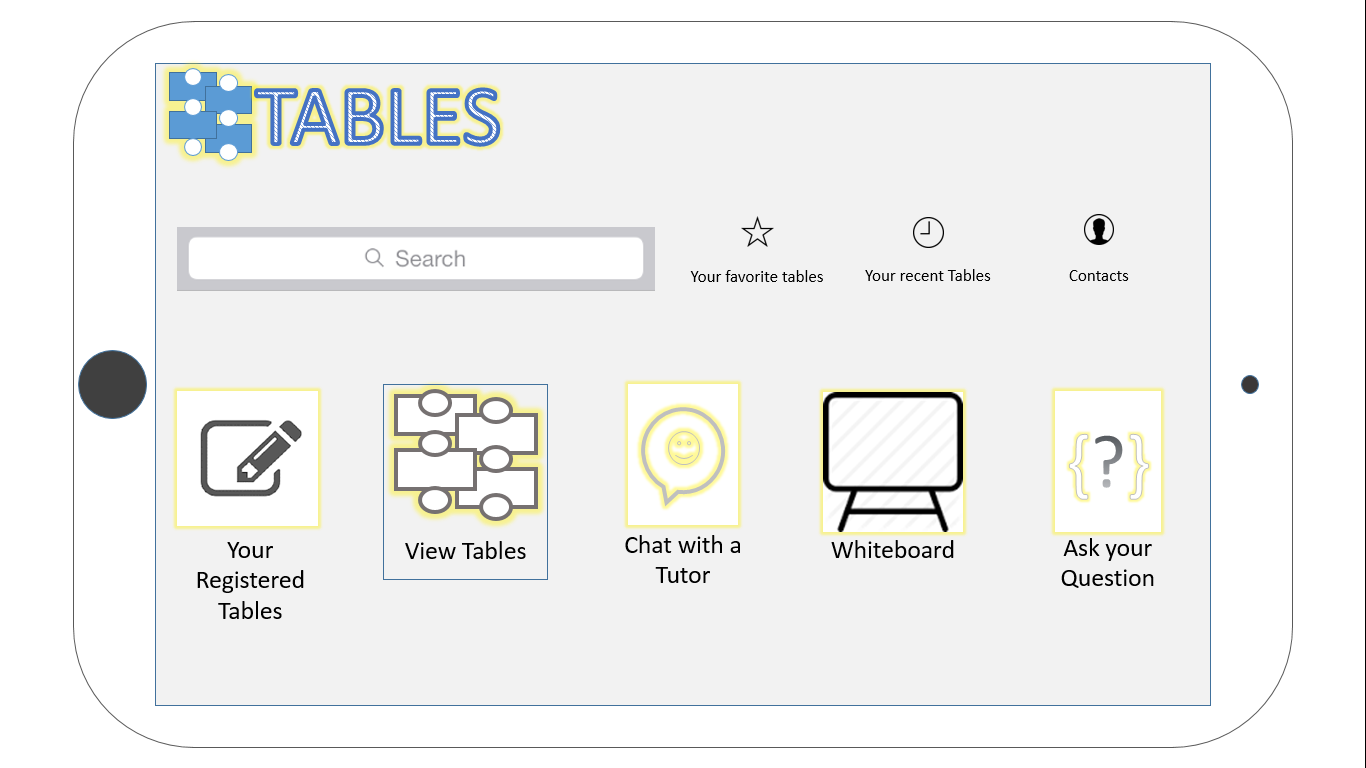 TABLES
Search
Your favorite tables
Your recent Tables
Contacts
Your
Registered
Tables
View Tables
Chat with a
Tutor
Whiteboard
{?}
Ask your
Question